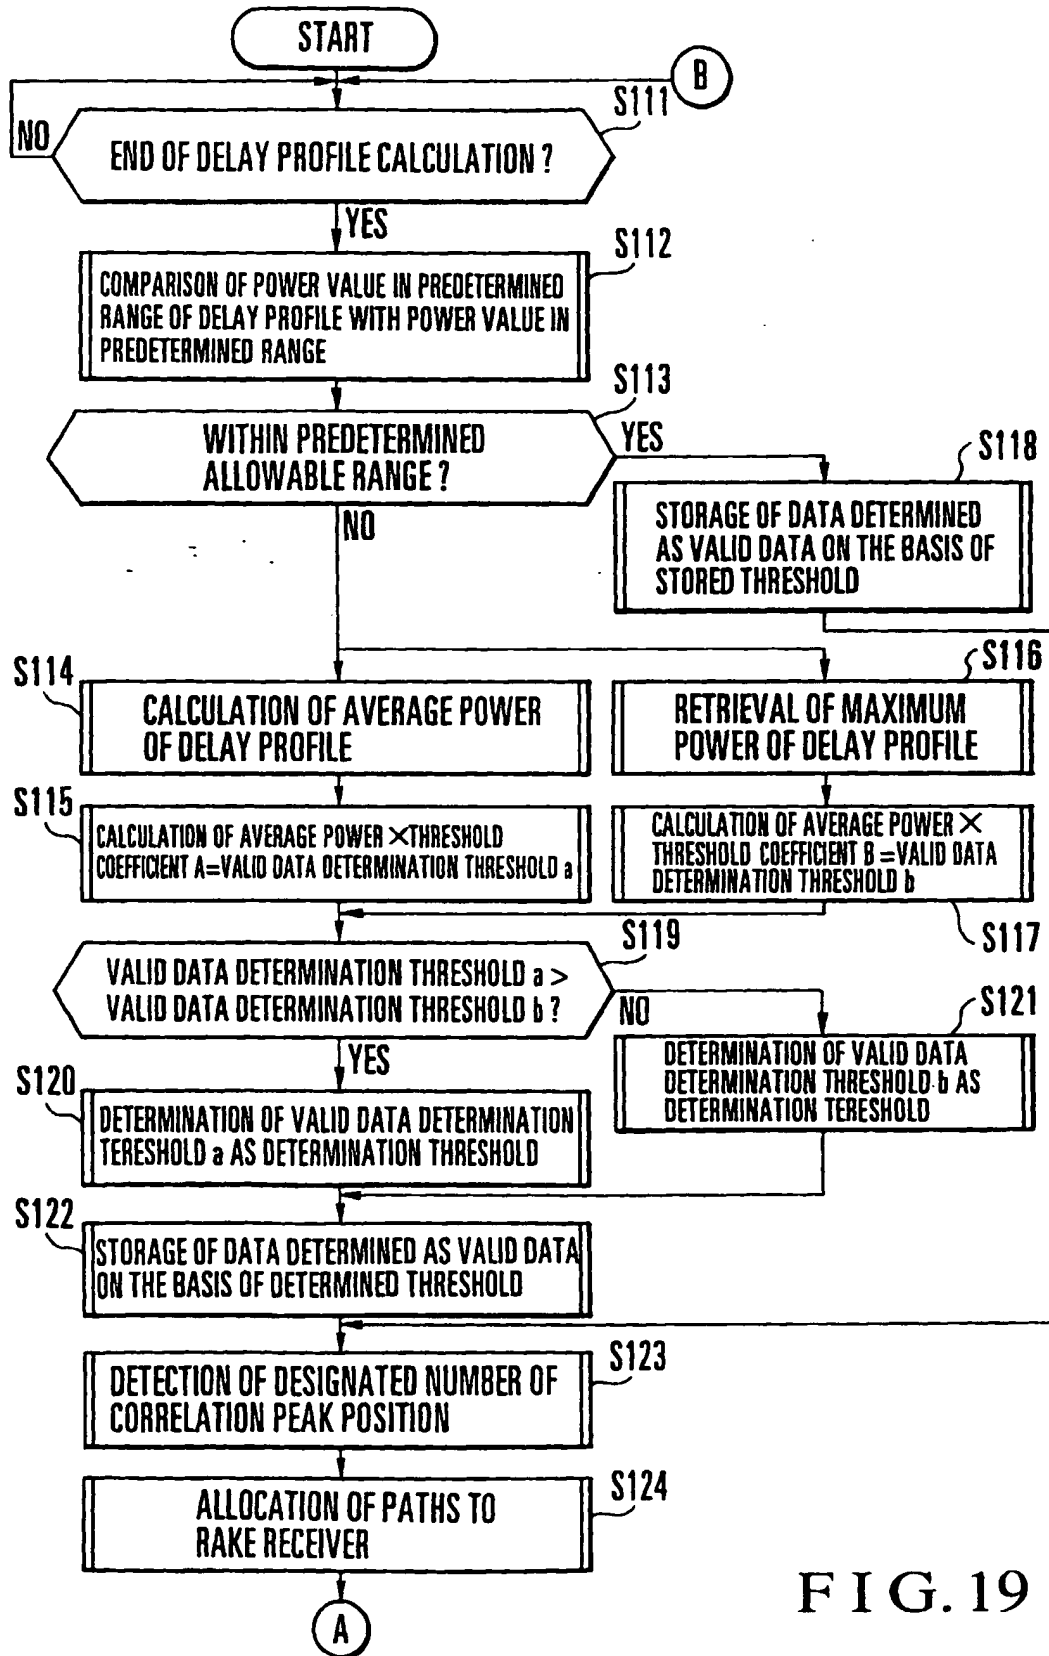 START
B
S111
NO
END OF DELAY PROFILE CALCULATION ?
YES
S112
COMPARISON OF POWER VALUE IN PREDETERMINED
RANGE OF DELAY PROFILE WITH POWER VALUE IN
PREDETERMINED RANGE
S113
WITHIN PREDETERMINED
ALLOWABLE RANGE ?
YES
NO
S118
STORAGE OF DATA DETERMINED
AS VALID DATA ON THE BASIS OF
STORED THRESHOLD
S114
CALCULATION OF AVERAGE POWER
OF DELAY PROFILE
S116
RETRIEVAL OF MAXIMUM
POWER OF DELAY PROFILE
S115
CALCULATION OF AVERAGE POWER × THRESHOLD
COEFFICIENT A=VALID DATA DETERMINATION THRESHOLD a
CALCULATION OF AVERAGE POWER ×
THRESHOLD COEFFICIENT B =VALID DATA
DETERMINATION THRESHOLD b
S117
S119
VALID DATA DETERMINATION THRESHOLD a >
VALID DATA DETERMINATION THRESHOLD b ?
NO
YES
S121
DETERMINATION OF VALID DATA
DETERMINATION THRESHOLD b AS
DETERMINATION TERESHOLD
S120
DETERMINATION OF VALID DATA DETERMINATION
TERESHOLD a AS DETERMINATION THRESHOLD
S122
STORAGE OF DATA DETERMINED AS VALID DATA
ON THE BASIS OF DETERMINED THRESHOLD
S123
DETECTION OF DESIGNATED NUMBER OF
CORRELATION PEAK POSITION
S124
ALLOCATION OF PATHS TO
RAKE RECEIVER
A
FIG. 19